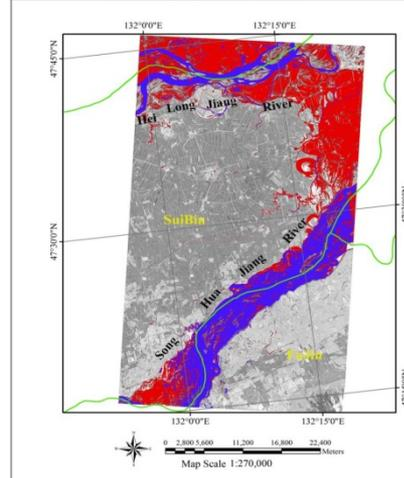 132°0'0"E 132°15'0"E
47°45'0"N
Hei Long Jiang River
SuiBin
47°30'0"N
Song Hua Jiang River
132°0'0"E 132°15'0"E
0 2,800 5,600 11,200 16,800 22,400
Meters
Map Scale 1:270,000